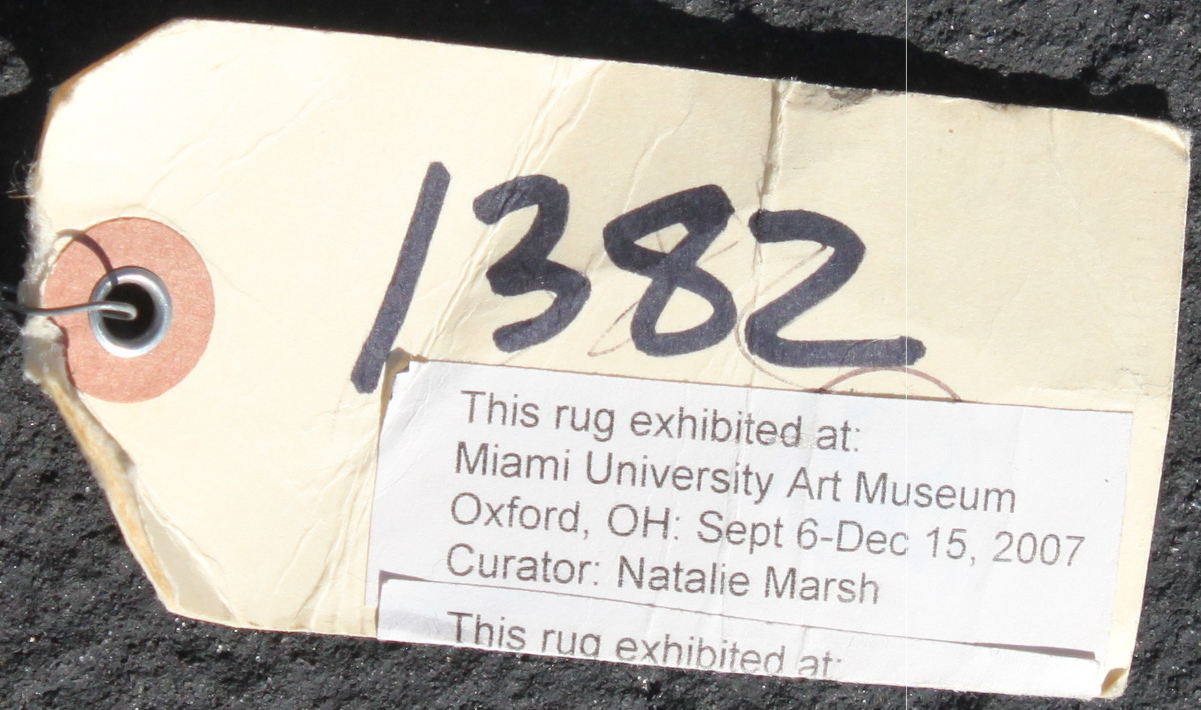 1382
This rug exhibited at:
Miami University Art Museum
Oxford, OH: Sept 6-Dec 15, 2007
Curator: Natalie Marsh
This rug exhibited at: